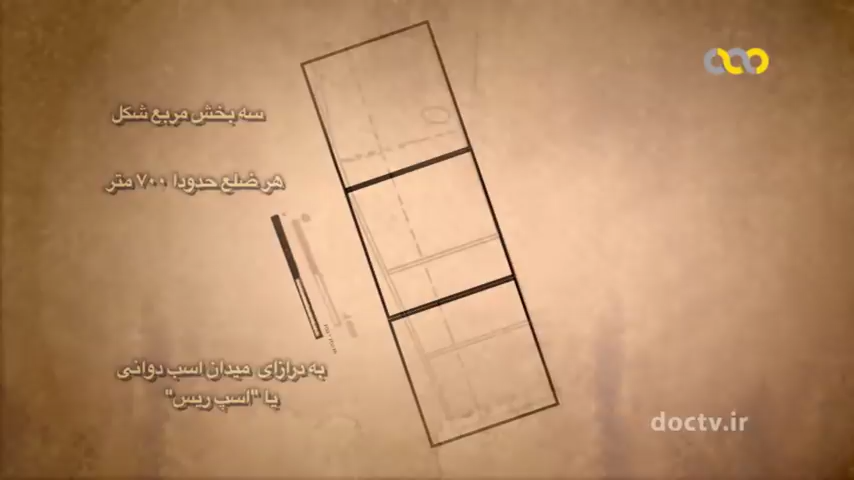 سه بخش مربع شکل
هر ضلع حدودا ۷۰۰ متر
به درازای میدان اسب دوانی
یا "اسپ ریس"
doctv.ir